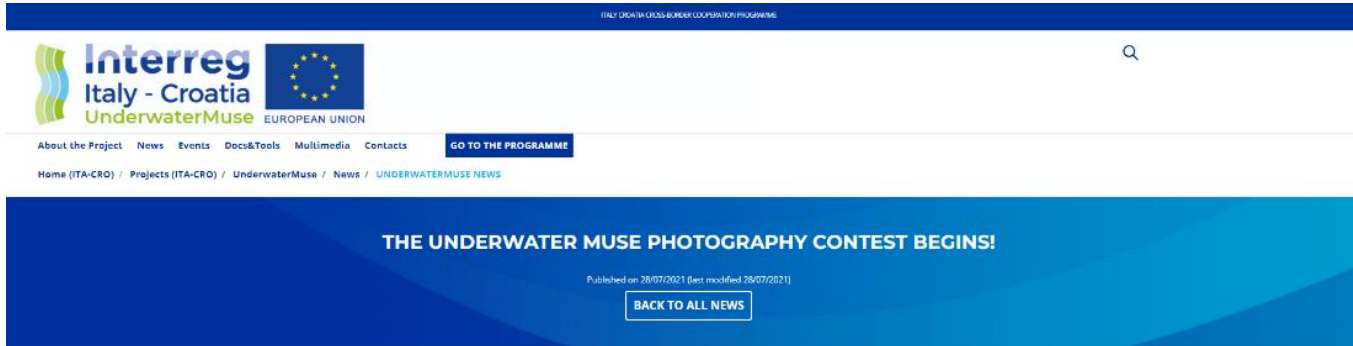 ITALY CROATIA CROSS-BORDER COOPERATION PROGRAMME
Interreg
Italy - Croatia
UnderwaterMuse
EUROPEAN UNION
About the Project News Events Docs&Tools Multimedia Contacts GO TO THE PROGRAMME
Home (ITA-CRO) / Projects (ITA-CRO) / UnderwaterMuse / News / UNDERWATERMUSE NEWS
THE UNDERWATER MUSE PHOTOGRAPHY CONTEST BEGINS!
Published on 28/07/2021 (last modified 28/07/2021)
BACK TO ALL NEWS